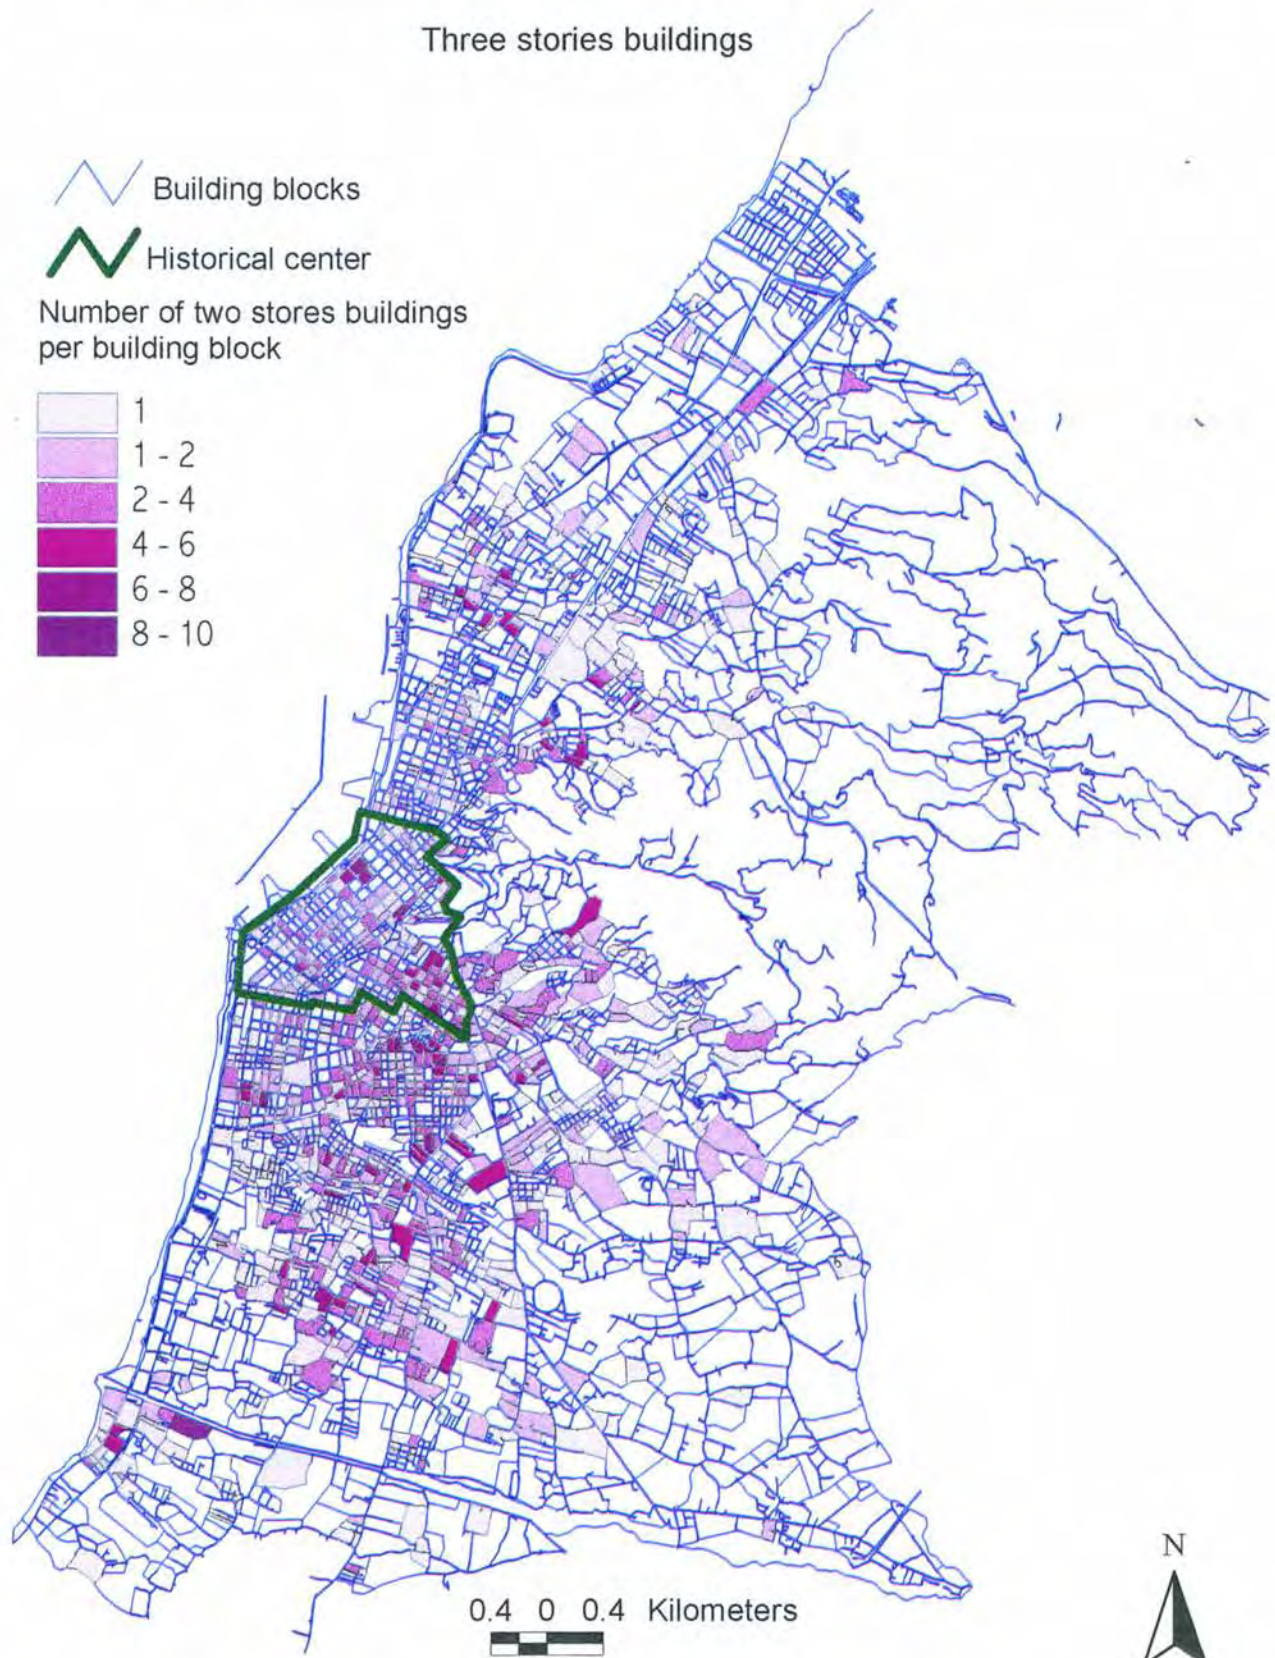 Three stories buildings
Building blocks
Historical center
Number of two stores buildings
per building block
1
1 - 2
2 - 4
4 - 6
6 - 8
8 - 10
N
0.4 0 0.4 Kilometers